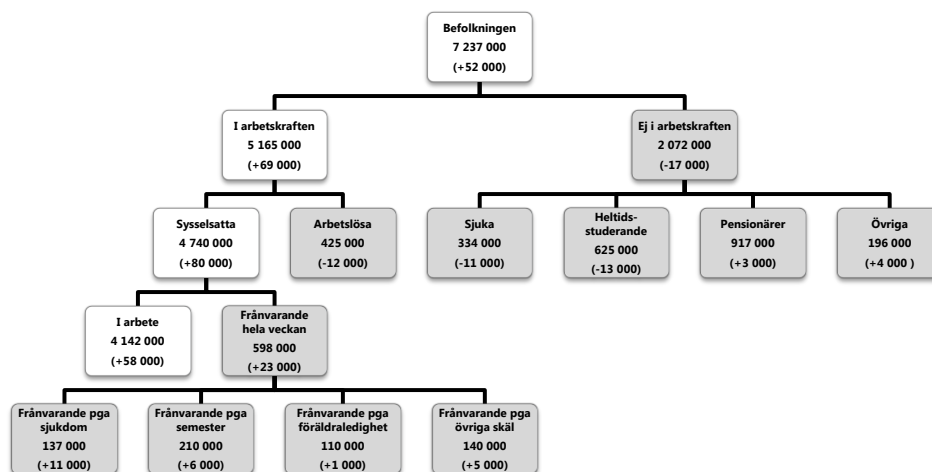 Befolkningen
7 237 000
(+52 000)
I arbetskraften
5 165 000
(+69 000)
Ej i arbetskraften
2 072 000
(-17 000)
Sysselsatta
4 740 000
(+80 000)
Arbetslösa
425 000
(-12 000)
Sjuka
334 000
(-11 000)
Heltids-
studerande
625 000
(-13 000)
Pensionärer
917 000
(+3 000)
Övriga
196 000
(+4 000 )
I arbete
4 142 000
(+58 000)
Frånvarande
hela veckan
598 000
(+23 000)
Frånvarande pga
sjukdom
137 000
(+11 000)
Frånvarande pga
semester
210 000
(+6 000)
Frånvarande pga
föräldraledighet
110 000
(+1 000)
Frånvarande pga
övriga skäl
140 000
(+5 000)